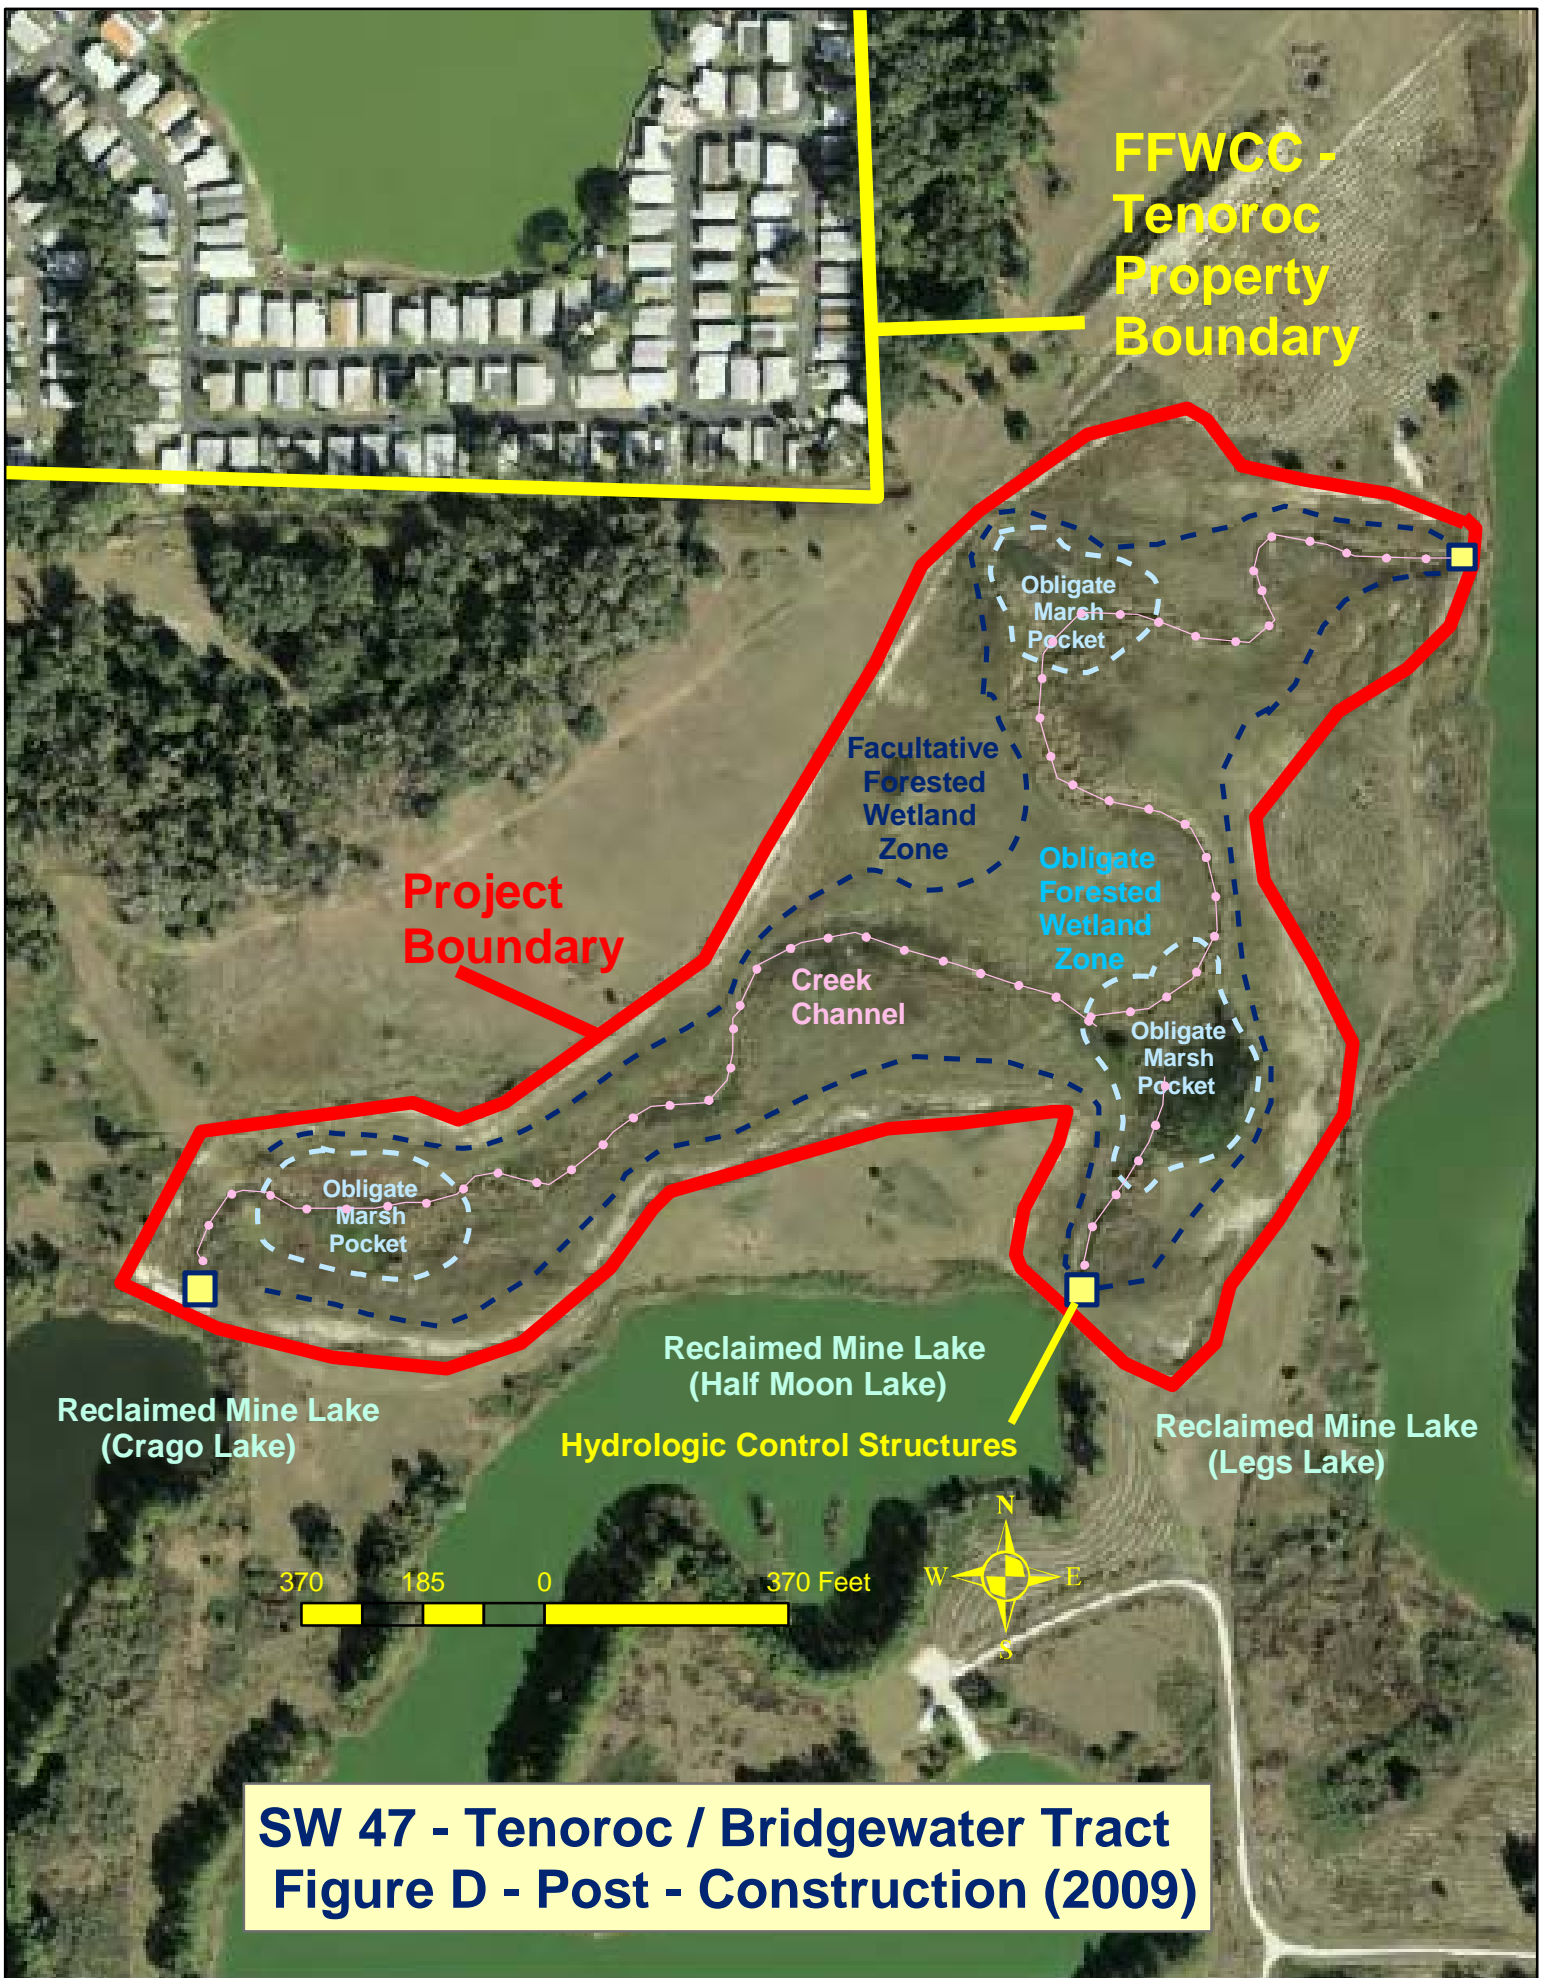 FFWCC -
Tenoroc
Property
Boundary
Obligate
Marsh
Pocket
Facultative
Forested
Wetland
Zone
Obligate
Forested
Wetland
Zone
Project
Boundary
Creek
Channel
Obligate
Marsh
Pocket
Obligate
Marsh
Pocket
Reclaimed Mine Lake
(Half Moon Lake)
Reclaimed Mine Lake
(Crago Lake)
Hydrologic Control Structures
Reclaimed Mine Lake
(Legs Lake)
N
W E
S
370 185 0 370 Feet
SW 47 - Tenoroc / Bridgewater Tract
Figure D - Post - Construction (2009)